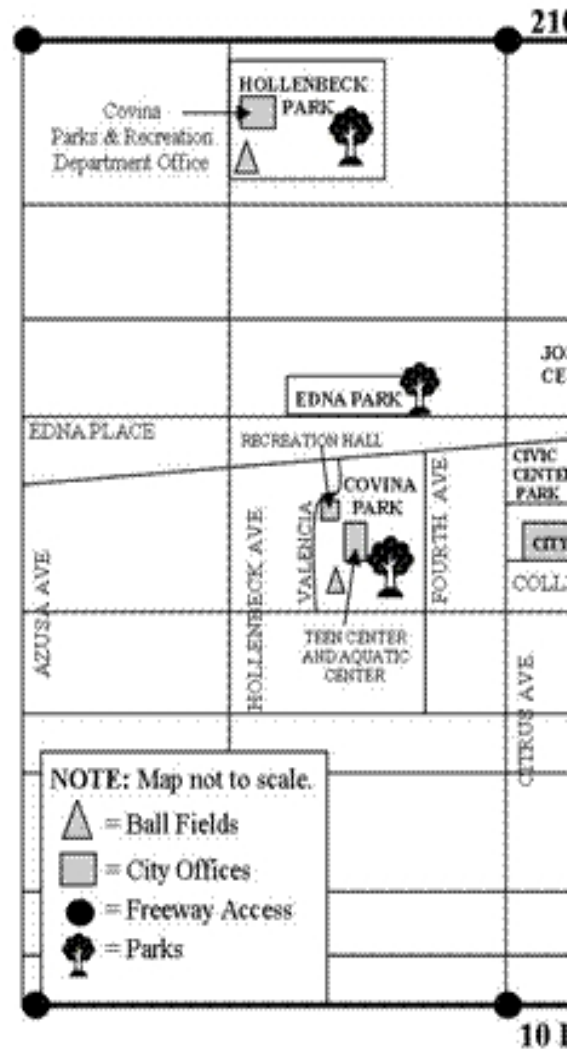 210
HOLLENBECK
PARK
Covina
Parks & Recreation
Department Office
EDNA PARK
EDNA PLACE
RECREATION HALL
CIVIC
CENTER
PARK
COVINA
PARK
CITY
VALENCIA
FOURTH AVE.
HOLLENBECK AVE
AZUSA AVE
TEEN CENTER
AND AQUATIC
CENTER
CITRUS AVE.
NOTE: Map not to scale.
= Ball Fields
= City Offices
= Freeway Access
= Parks
10